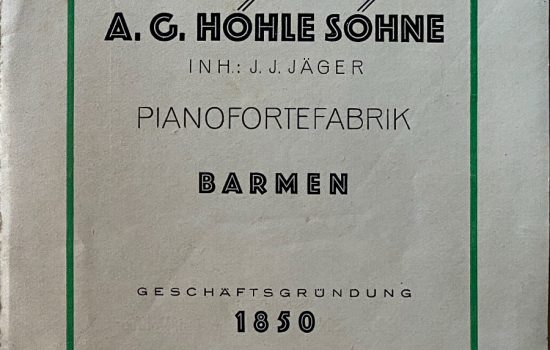 A. G. HÖHLE SÖHNE
INH.: J. J. JÄGER
PIANOFORTEFABRIK
BARMEN
GESCHÄFTSGRÜNDUNG
1850